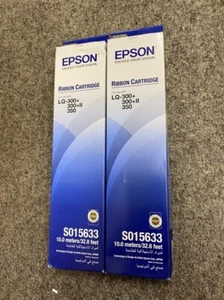 EPSON
EXCEED YOUR VISION
RIBBON CARTRIDGE
LQ-300+
300+II
350
S015633
10.0 meters/32.8 feet
EPSON
EXCEED YOUR VISION
RIBBON CARTRIDGE
LQ-300+
300+II
350
S015633
10.0 meters/32.8 feet